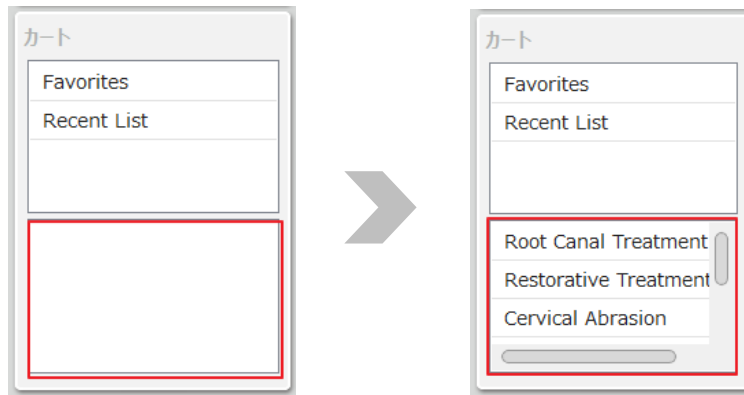 カート
Favorites
Recent List
カート
Favorites
Recent List
Root Canal Treatment
Restorative Treatment
Cervical Abrasion